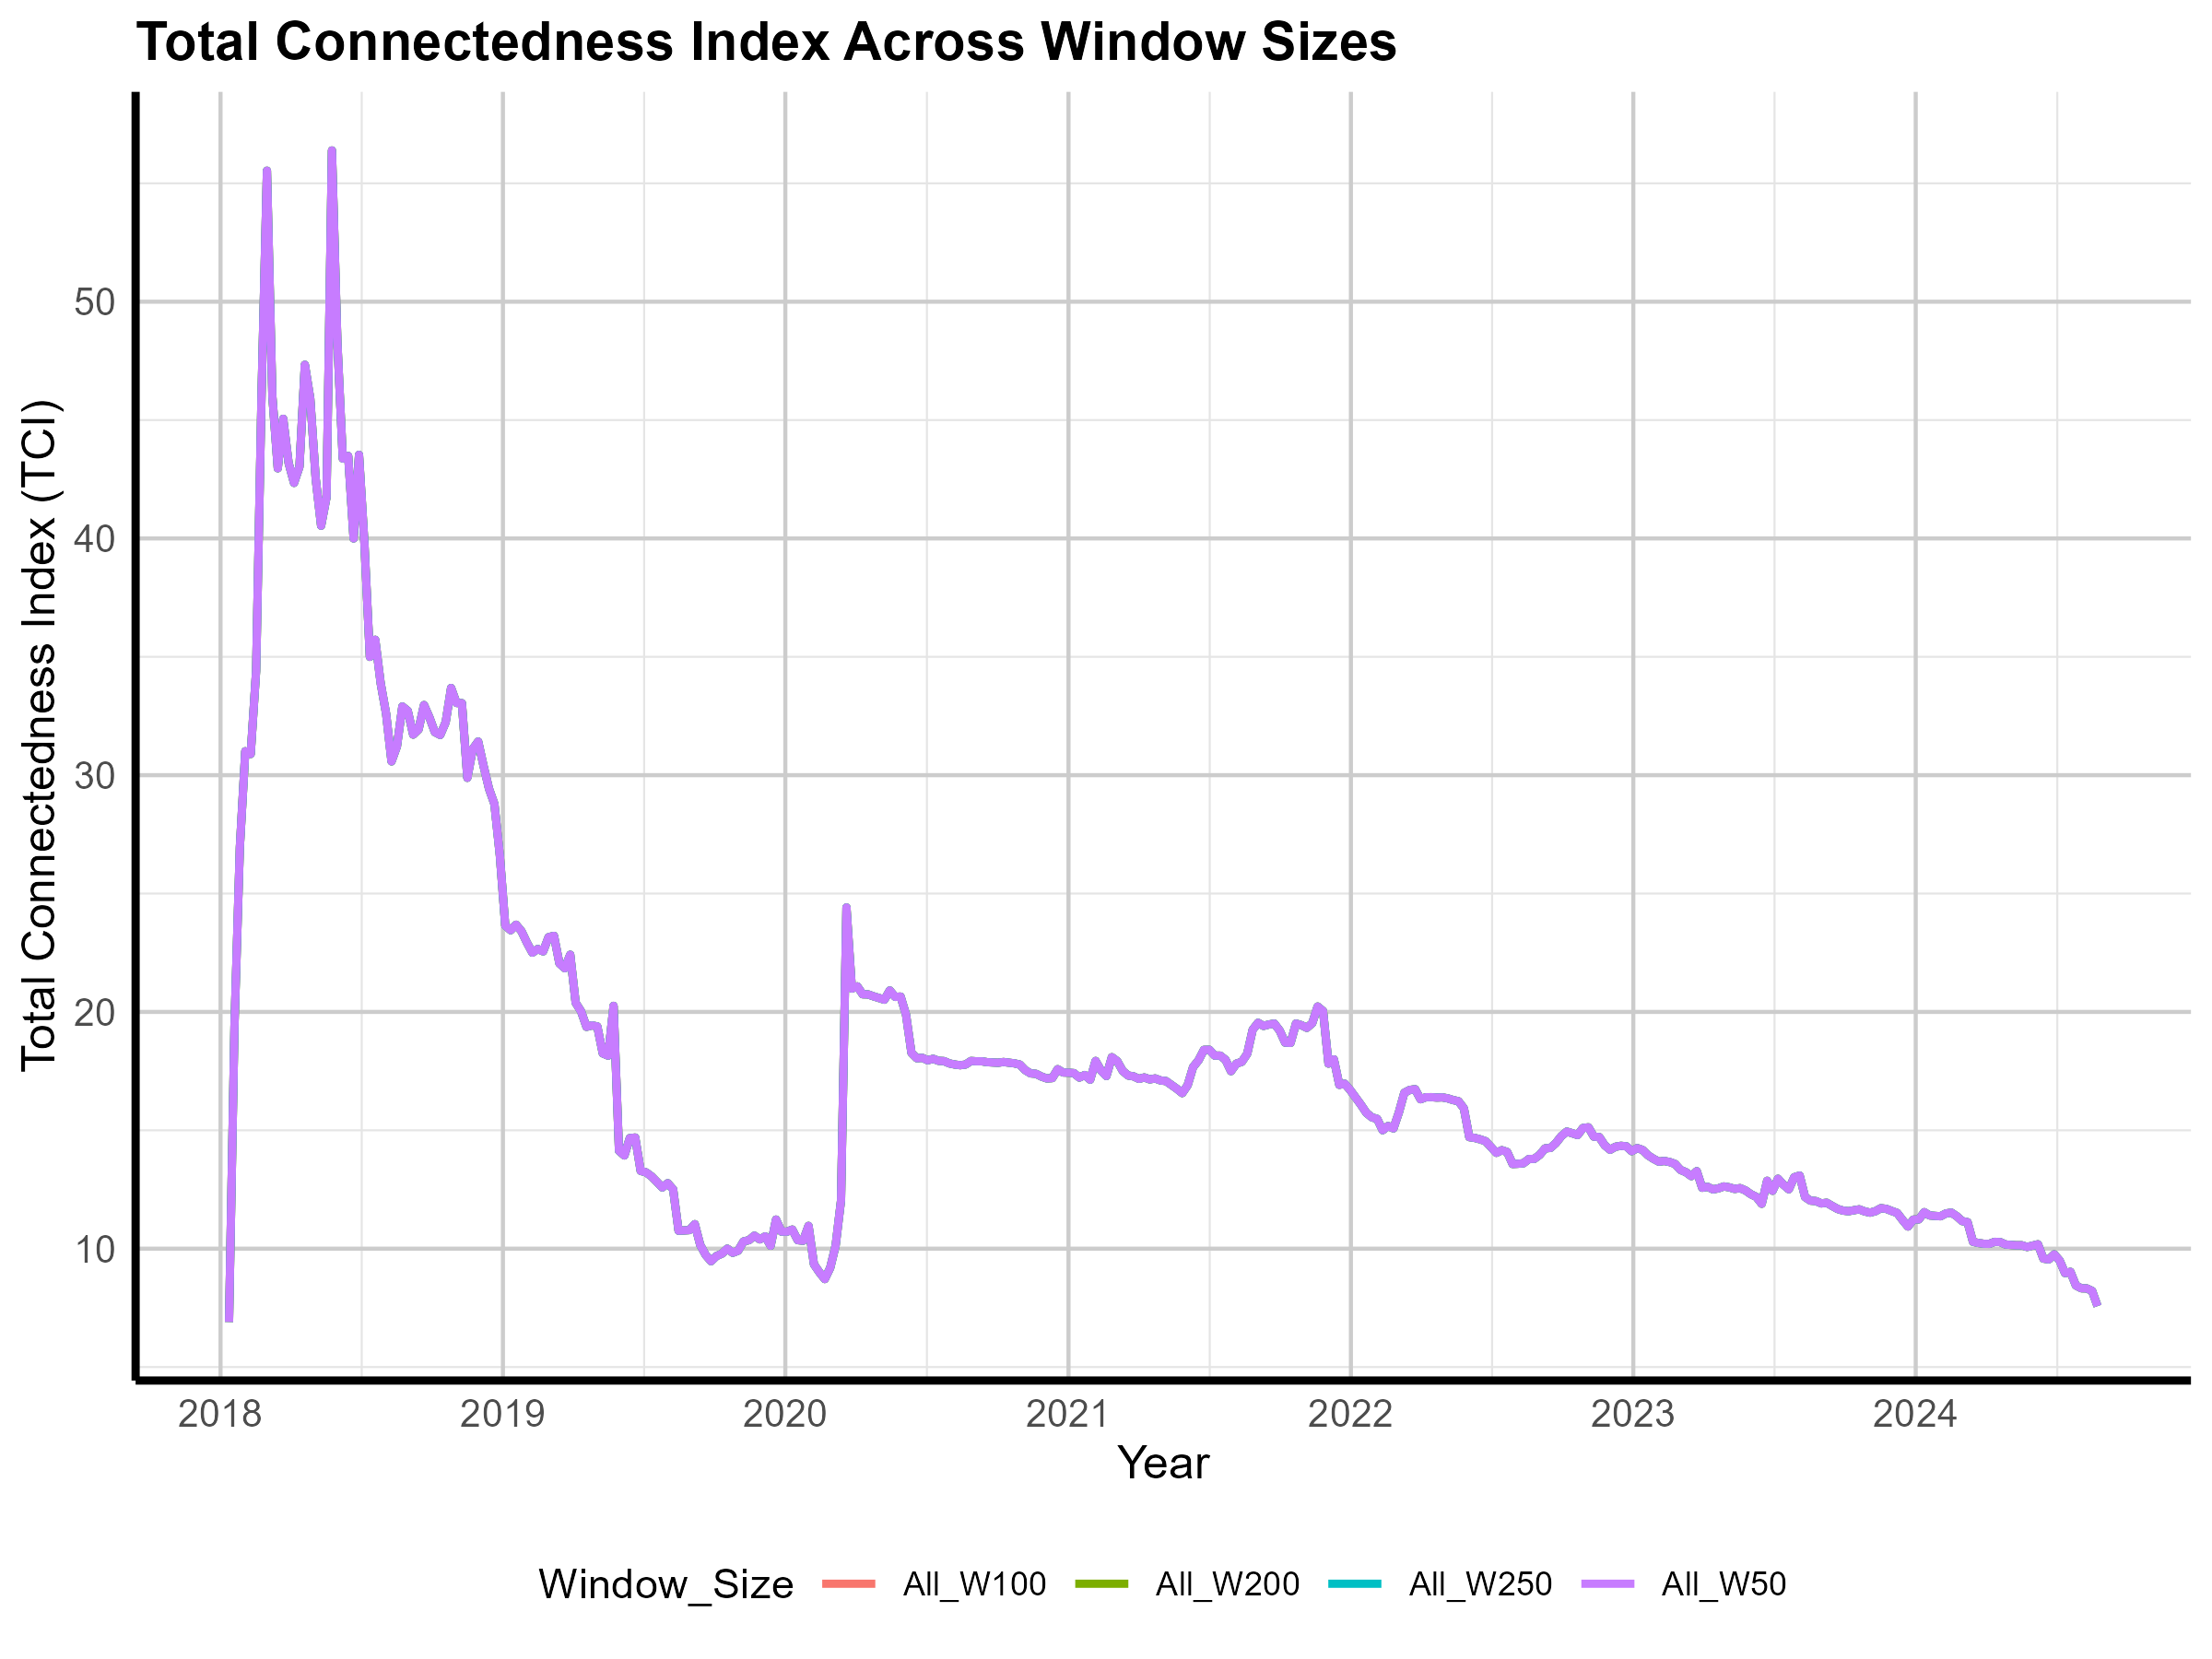 Total Connectedness Index Across Window Sizes
Total Connectedness Index (TCI)
50
40
30
20
10
2018 2019 2020 2021 2022 2023 2024
Year
Window_Size All_W100 All_W200 All_W250 All_W50